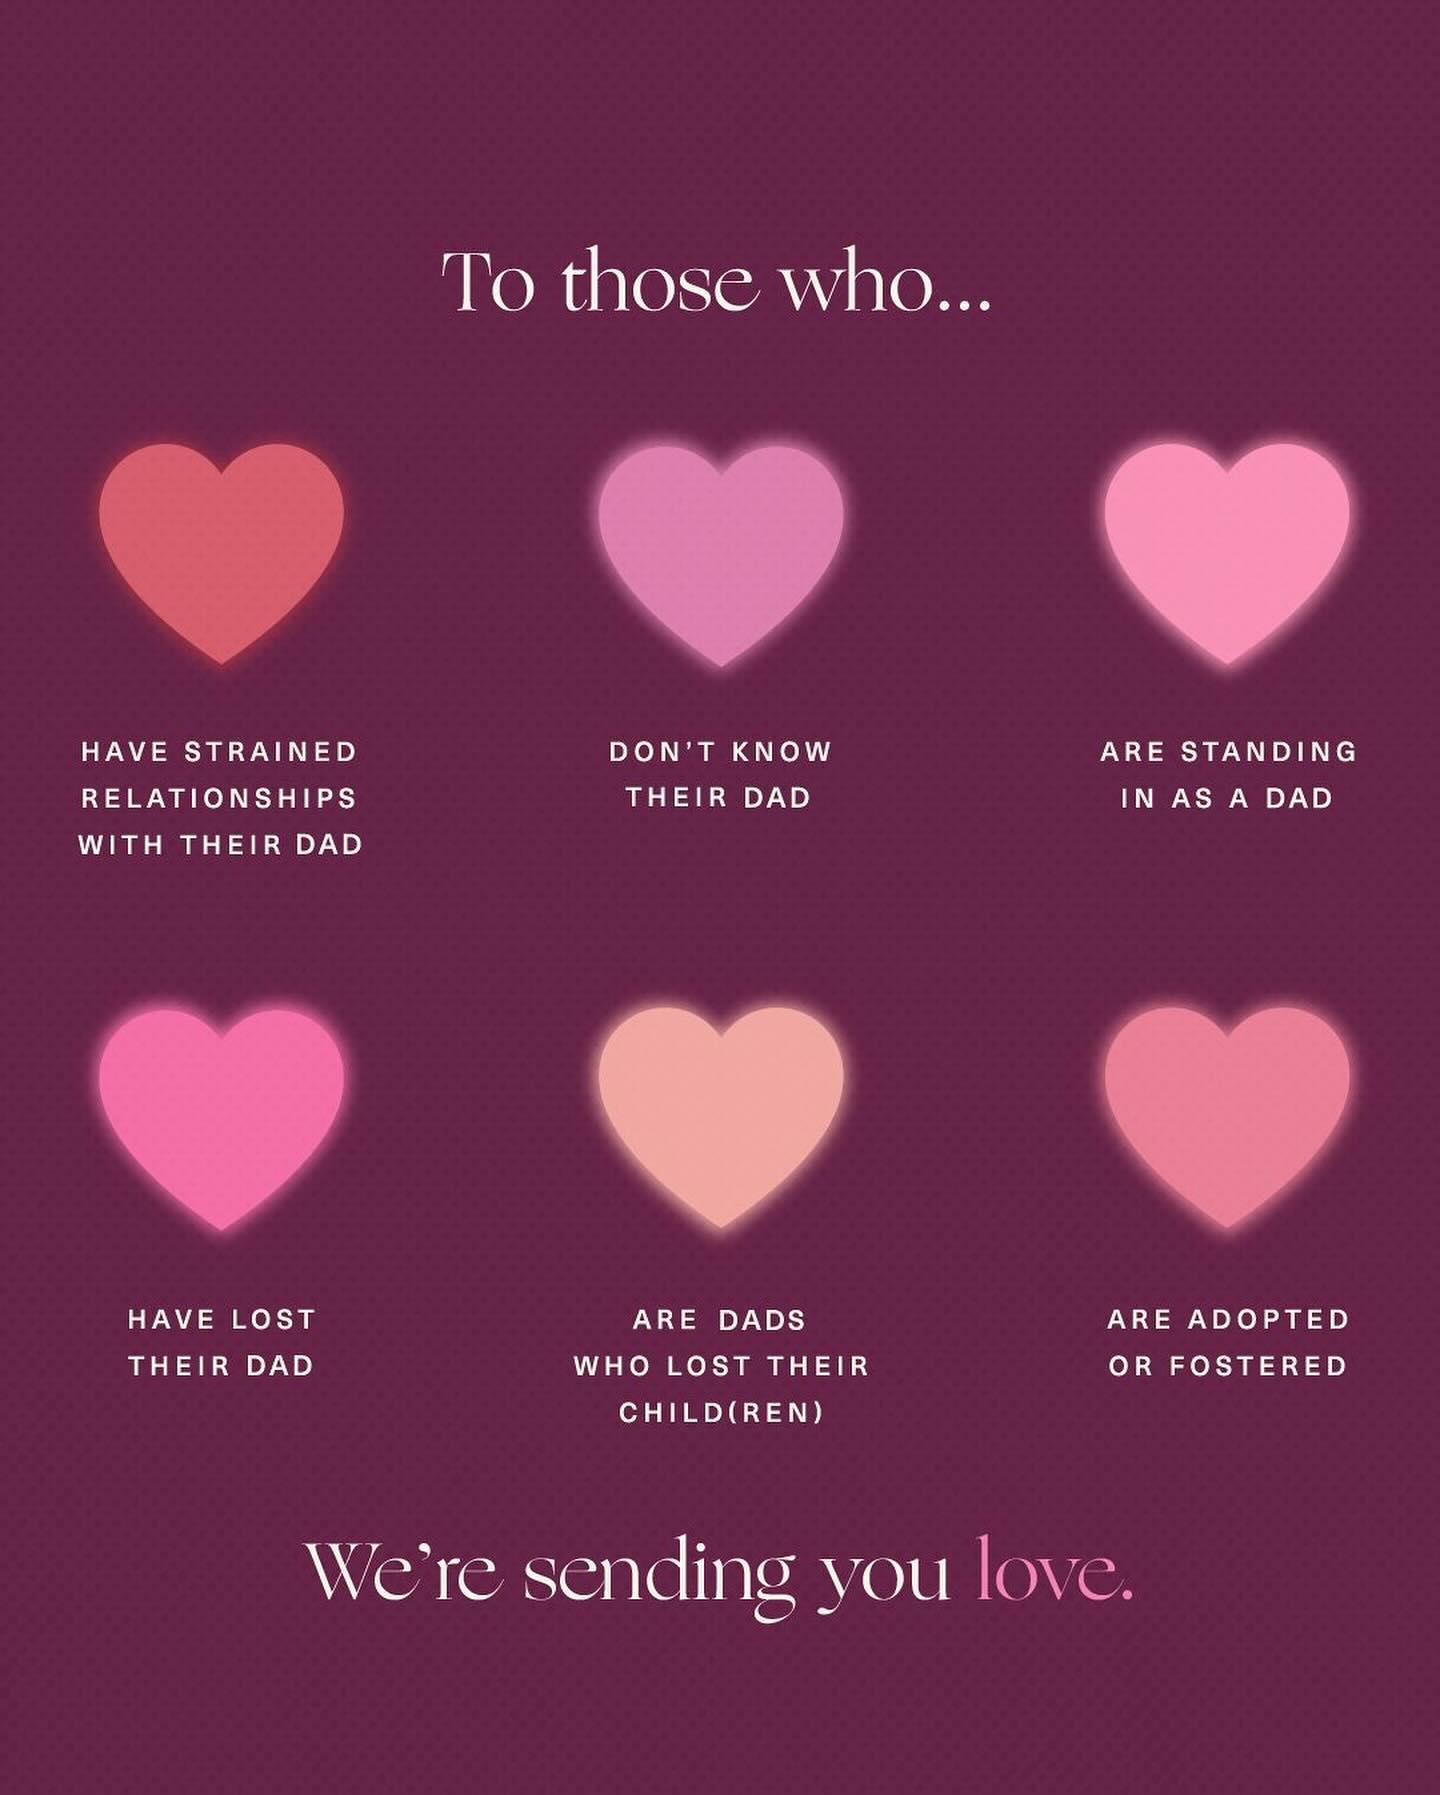 To those who...
HAVE STRAINED
RELATIONSHIPS
WITH THEIR DAD
DON’T KNOW
THEIR DAD
ARE STANDING
IN AS A DAD
HAVE LOST
THEIR DAD
ARE DADS
WHO LOST THEIR
CHILD(REN)
ARE ADOPTED
OR FOSTERED
We’re sending you love.